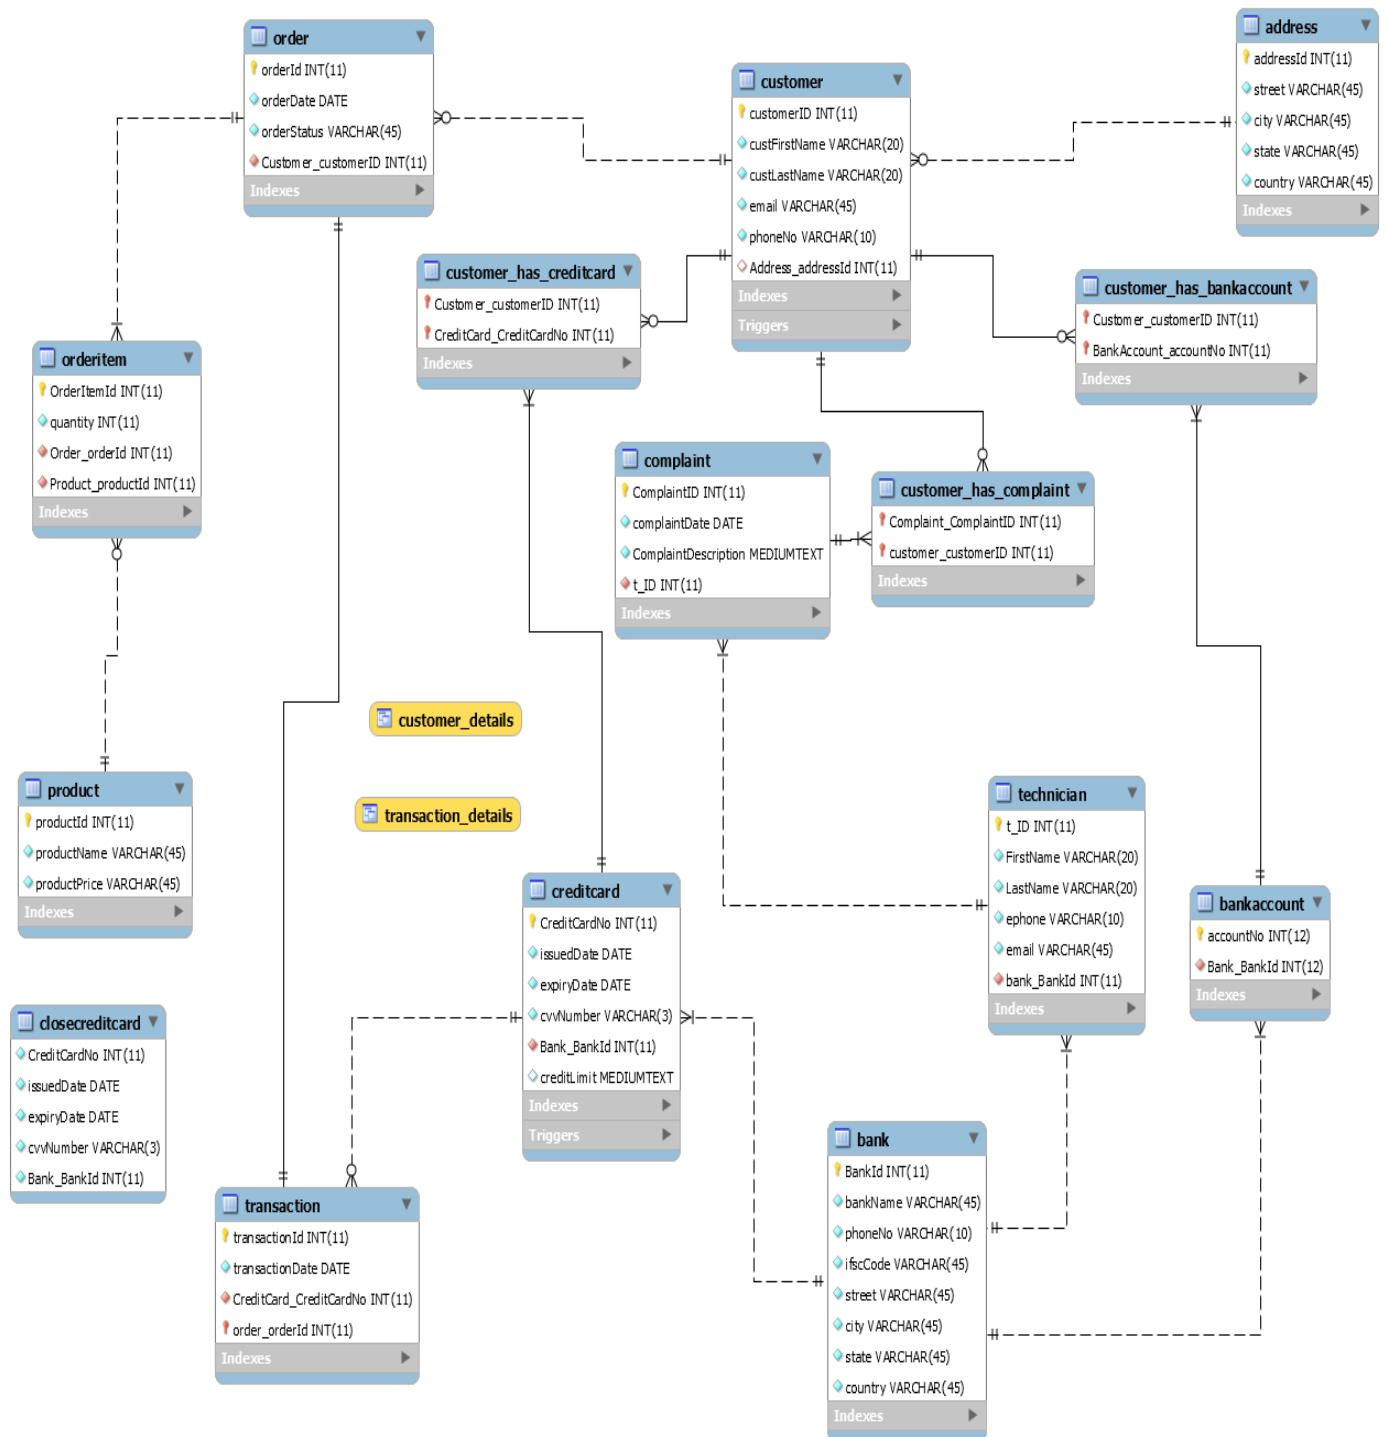 order
orderId INT(11)
orderDate DATE
orderStatus VARCHAR(45)
Customer_customerID INT(11)
Indexes
customer
customerID INT(11)
custFirstName VARCHAR(20)
custLastName VARCHAR(20)
email VARCHAR(45)
phoneNo VARCHAR(10)
Address_addressId INT(11)
Indexes
Triggers
address
addressId INT(11)
street VARCHAR(45)
city VARCHAR(45)
state VARCHAR(45)
country VARCHAR(45)
Indexes
customer_has_creditcard
Customer_customerID INT(11)
CreditCard_CreditCardNo INT(11)
Indexes
customer_has_bankaccount
Customer_customerID INT(11)
BankAccount_accountNo INT(11)
Indexes
orderitem
OrderItemId INT(11)
quantity INT(11)
Order_orderId INT(11)
Product_productId INT(11)
Indexes
complaint
ComplaintID INT(11)
complaintDate DATE
ComplaintDescription MEDIUMTEXT
t_ID INT(11)
Indexes
customer_has_complaint
Complaint_ComplaintID INT(11)
customer_customerID INT(11)
Indexes
customer_details
transaction_details
product
productId INT(11)
productName VARCHAR(45)
productPrice VARCHAR(45)
Indexes
technician
t_ID INT(11)
FirstName VARCHAR(20)
LastName VARCHAR(20)
ephone VARCHAR(10)
email VARCHAR(45)
bank_BankId INT(11)
Indexes
creditcard
CreditCardNo INT(11)
issuedDate DATE
expiryDate DATE
cvvNumber VARCHAR(3)
Bank_BankId INT(11)
creditLimit MEDIUMTEXT
Indexes
Triggers
bankaccount
accountNo INT(12)
Bank_BankId INT(12)
Indexes
closecreditcard
CreditCardNo INT(11)
issuedDate DATE
expiryDate DATE
cvvNumber VARCHAR(3)
Bank_BankId INT(11)
transaction
transactionId INT(11)
transactionDate DATE
CreditCard_CreditCardNo INT(11)
order_orderId INT(11)
Indexes
bank
BankId INT(11)
bankName VARCHAR(45)
phoneNo VARCHAR(10)
ifscCode VARCHAR(45)
street VARCHAR(45)
city VARCHAR(45)
state VARCHAR(45)
country VARCHAR(45)
Indexes